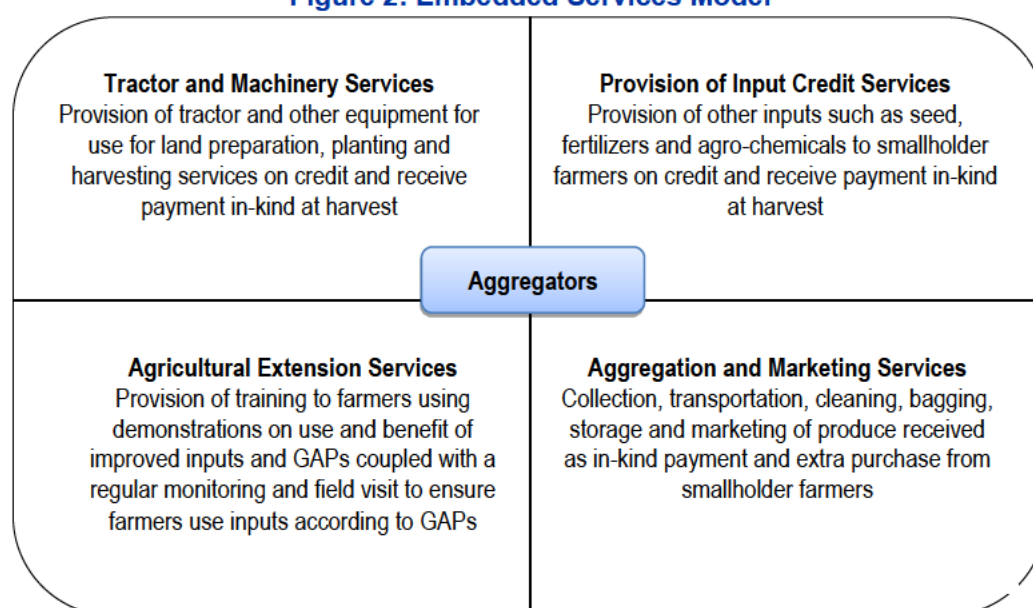 Figure 2: Embedded Services Model
Tractor and Machinery Services
Provision of tractor and other equipment for
use for land preparation, planting and
harvesting services on credit and receive
payment in-kind at harvest
Provision of Input Credit Services
Provision of other inputs such as seed,
fertilizers and agro-chemicals to smallholder
farmers on credit and receive payment in-kind
at harvest
Aggregators
Agricultural Extension Services
Provision of training to farmers using
demonstrations on use and benefit of
improved inputs and GAPs coupled with a
regular monitoring and field visit to ensure
farmers use inputs according to GAPs
Aggregation and Marketing Services
Collection, transportation, cleaning, bagging,
storage and marketing of produce received
as in-kind payment and extra purchase from
smallholder farmers